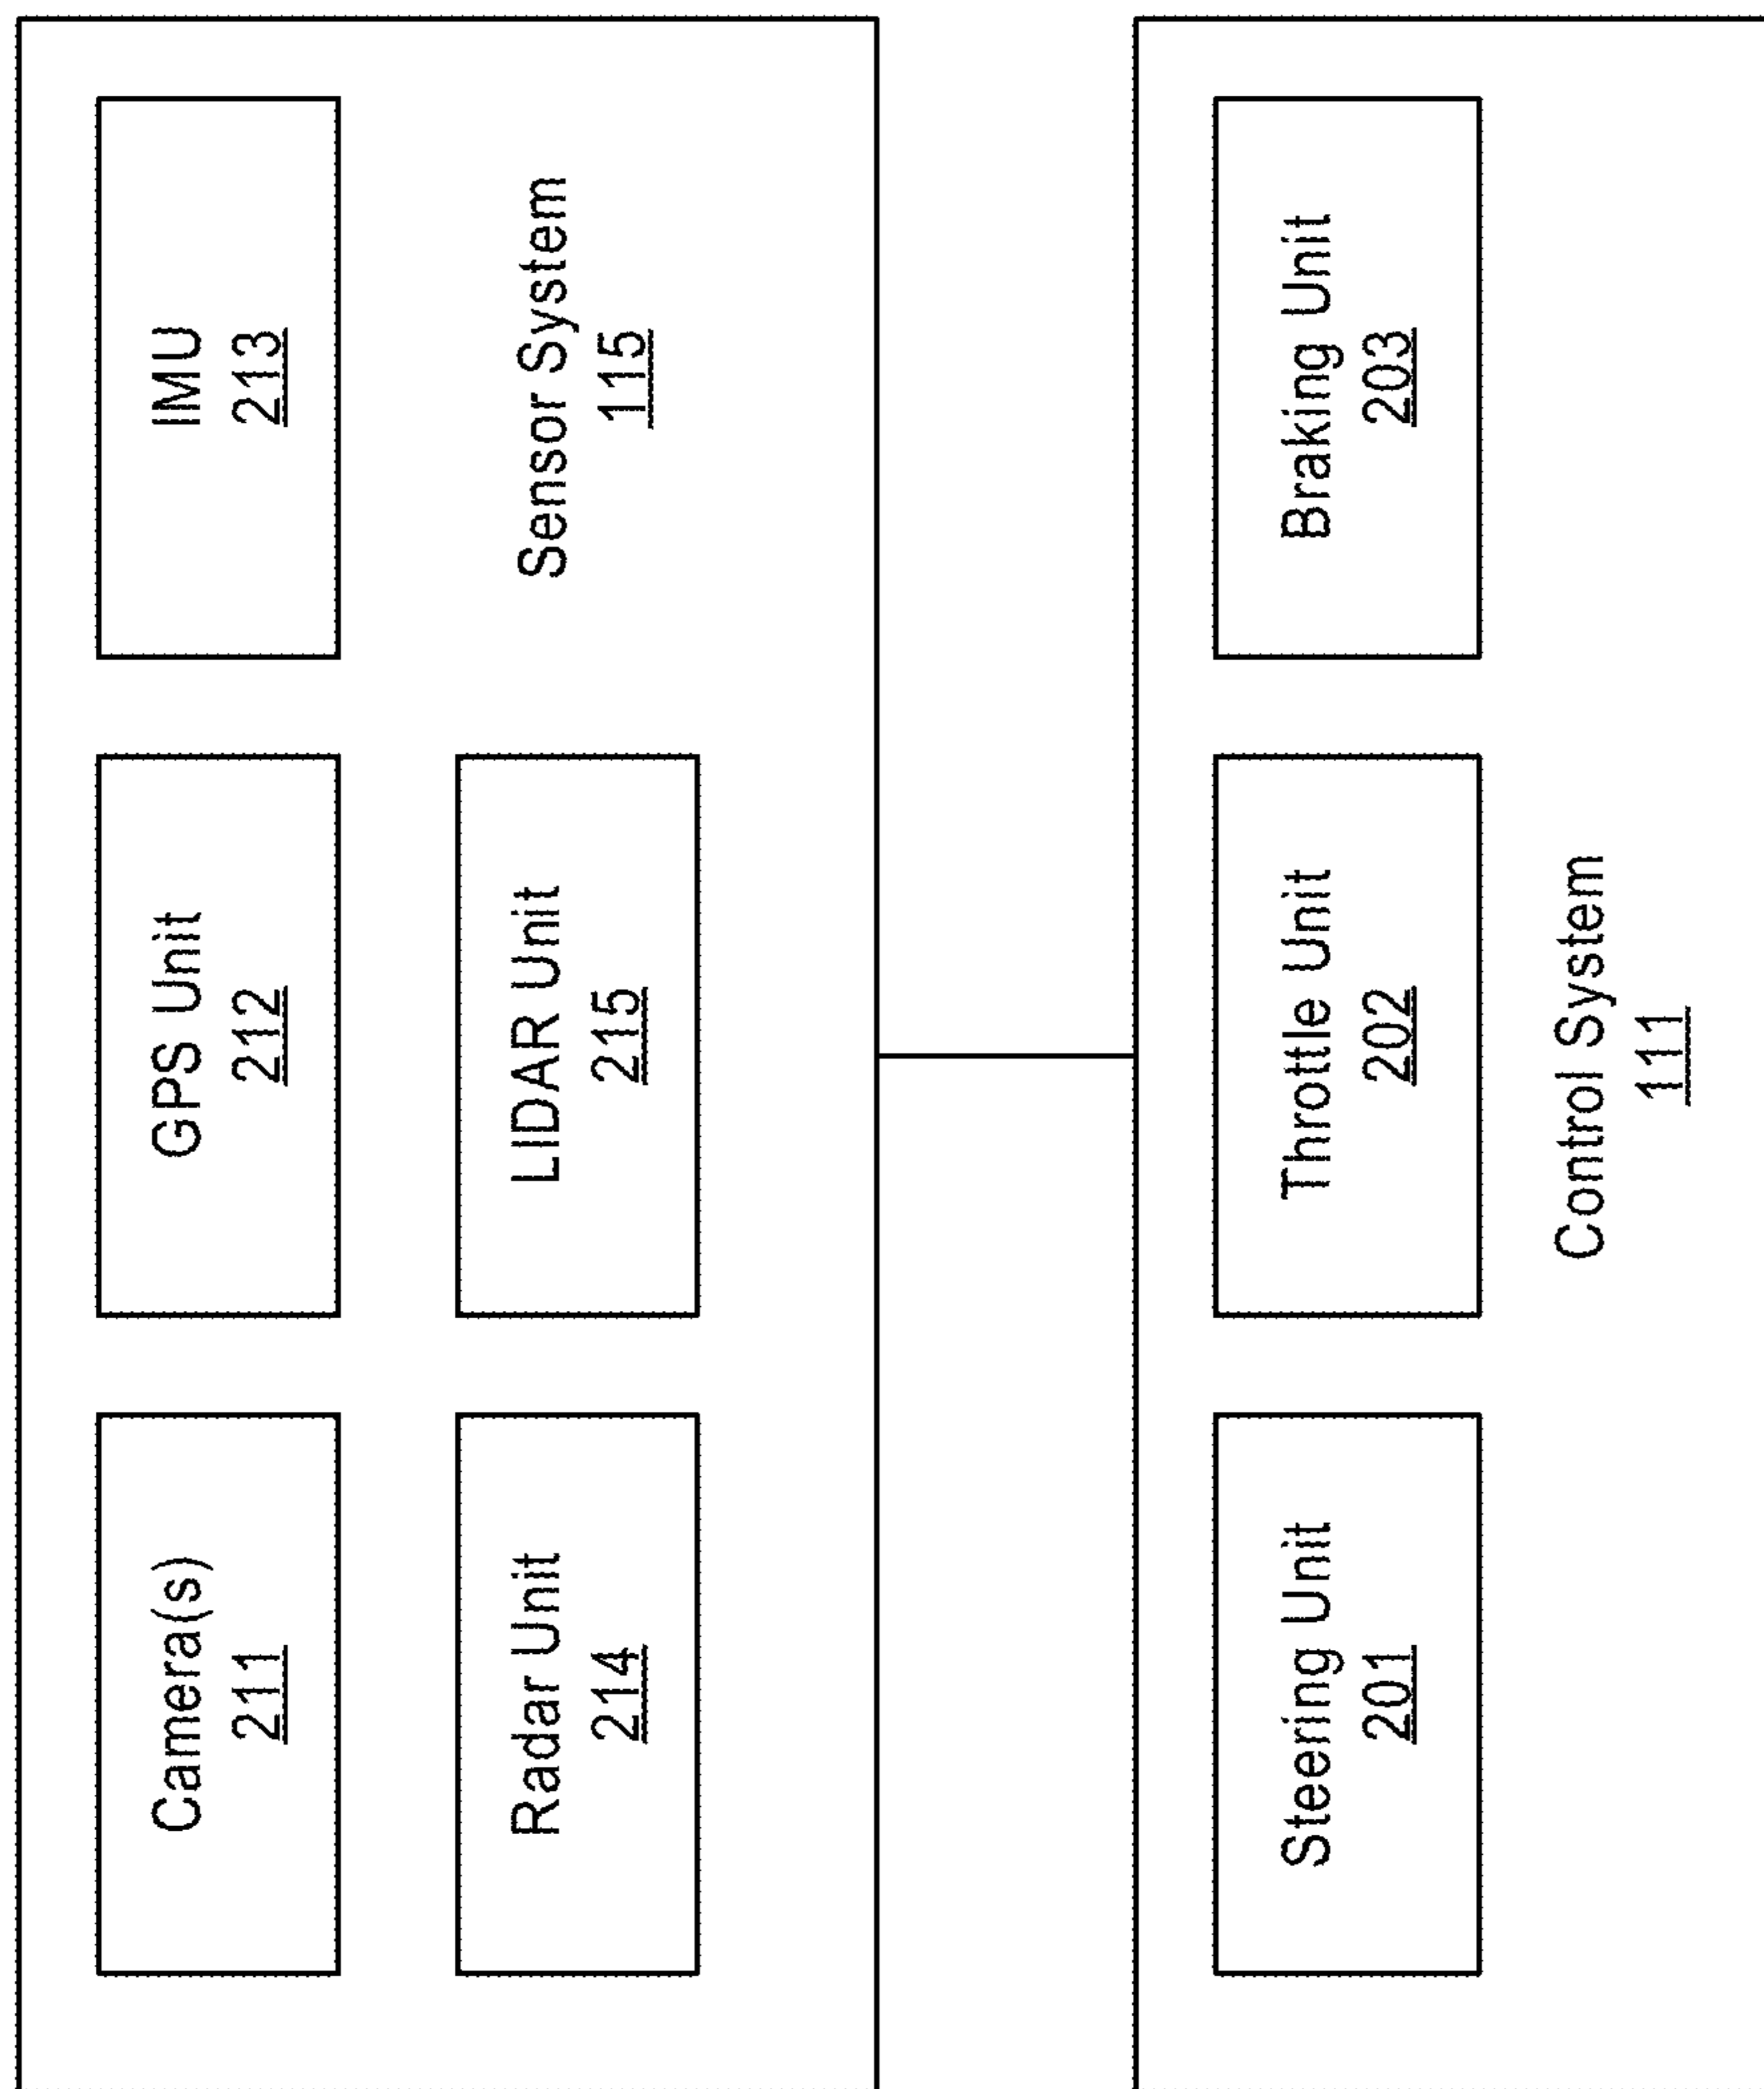 Camera(s)
211
GPS Unit
212
IMU
213
Radar Unit
214
LIDAR Unit
215
Sensor System
115
Steering Unit
201
Throttle Unit
202
Braking Unit
203
Control System
111